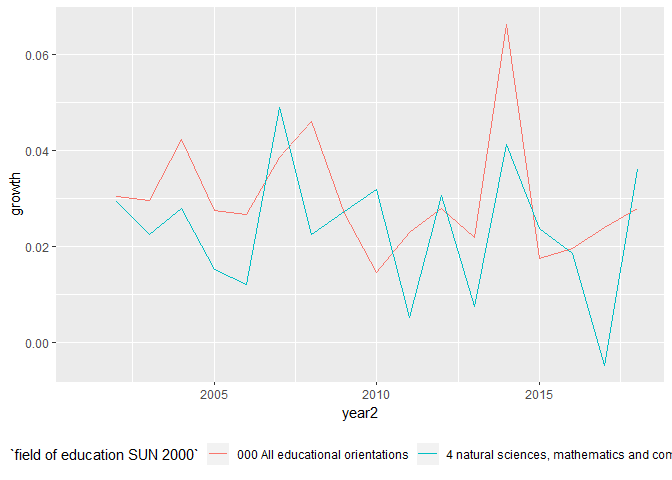 0.06
0.04
0.02
0.00
growth
2005 2010 2015
year2
`field of education SUN 2000` 000 All educational orientations 4 natural sciences, mathematics and com